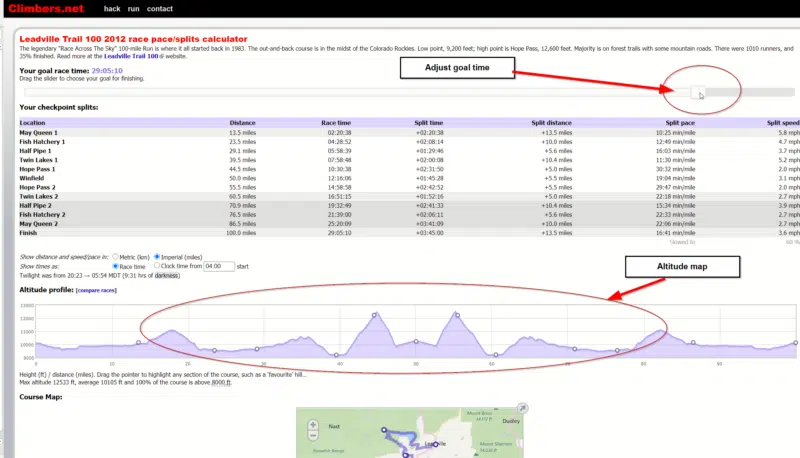 Climbers.net hack run contact
Leadville Trail 100 2012 race pace/splits calculator
The legendary "Race Across The Sky" 100-mile Run is where it all started back in 1983. The out-and-back course is in the midst of the Colorado Rockies. Low point, 9,200 feet; high point is Hope Pass, 12,600 feet. Majority is on forest trails with some mountain roads. There were 1010 runners, and
35% finished. Read more at the Leadville Trail 100 website.
Your goal race time: 29:05:10
Drag the slider to choose your goal for finishing.
Adjust goal time
Your checkpoint splits:
Location Distance Race time Split time Split distance Split pace Split speed
May Queen 1 13.5 miles 02:20:38 +02:20:38 +13.5 miles 10:25 min/mile 5.8 mph
Fish Hatchery 1 23.5 miles 04:28:52 +02:08:14 +10.0 miles 12:49 min/mile 4.7 mph
Half Pipe 1 29.1 miles 05:58:39 +01:29:46 +5.6 miles 16:03 min/mile 3.7 mph
Twin Lakes 1 39.5 miles 07:58:48 +02:00:08 +10.4 miles 11:30 min/mile 5.2 mph
Hope Pass 1 44.5 miles 10:30:38 +02:31:50 +5.0 miles 30:32 min/mile 2.0 mph
Winfield 50.0 miles 12:16:06 +01:45:28 +5.5 miles 19:04 min/mile 3.1 mph
Hope Pass 2 55.5 miles 14:58:58 +02:42:52 +5.5 miles 29:47 min/mile 2.0 mph
Twin Lakes 2 60.5 miles 16:51:15 +01:52:16 +5.0 miles 22:18 min/mile 2.7 mph
Half Pipe 2 70.9 miles 19:32:49 +02:41:33 +10.4 miles 15:34 min/mile 3.9 mph
Fish Hatchery 2 76.5 miles 21:39:00 +02:06:11 +5.6 miles 22:33 min/mile 2.7 mph
May Queen 2 86.5 miles 25:20:09 +03:41:09 +10.0 miles 22:06 min/mile 2.7 mph
Finish 100.0 miles 29:05:10 +03:45:00 +13.5 miles 16:41 min/mile 3.6 mph
Show distance and speed/pace in: Metric (km) Imperial (miles)
Show times as: Race time Clock time from 04:00 start
Twilight was from 20:23 → 05:54 MDT (9:31 hrs of darkness)
Altitude map
Altitude profile: [compare races]
13000
12000
11000
10000
9000
0 10 20 30 40 50 60 70 80 90
Height (ft) / distance (miles). Drag the pointer to highlight any section of the course, such as a 'favourite' hill...
Max altitude 12533 ft, average 10105 ft and 100% of the course is above 8000 ft.
Course Map:
Nast
Leadville
Dudley